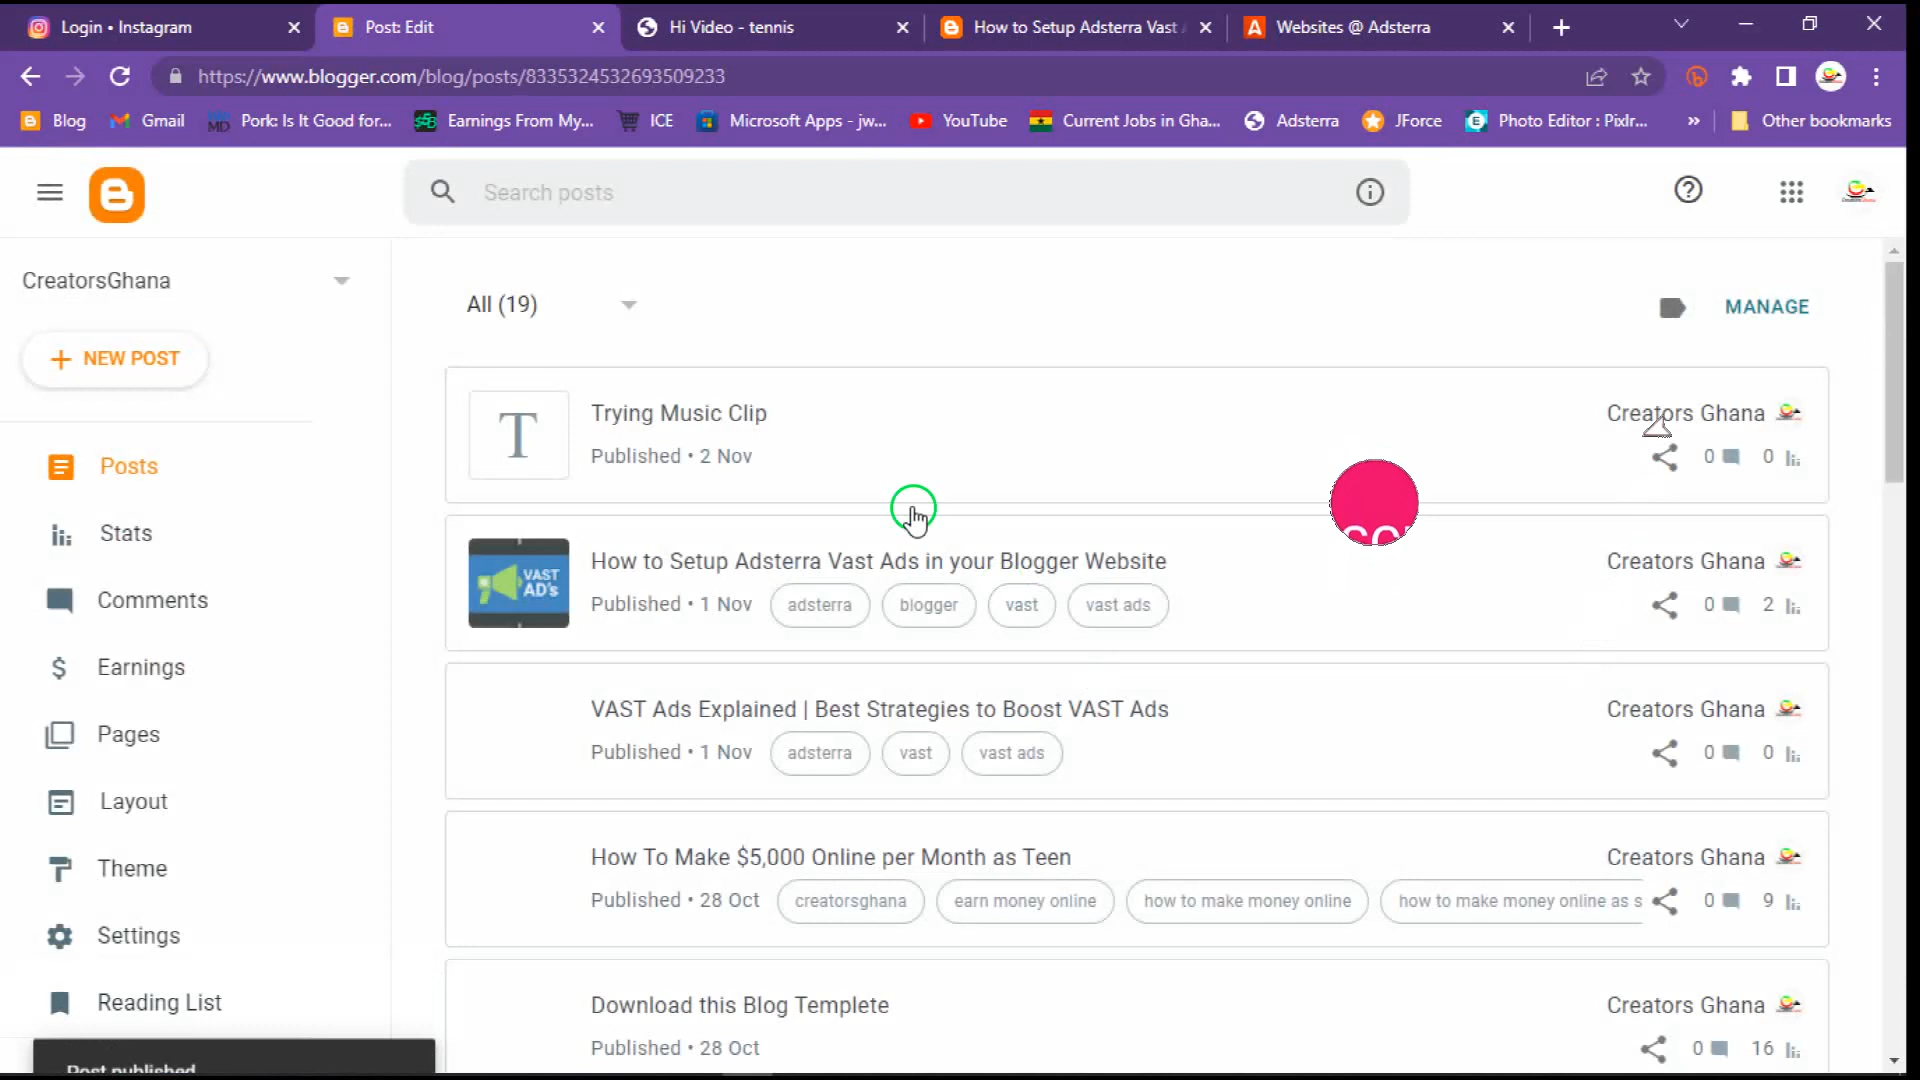 Login • Instagram
Post: Edit
Hi Video - tennis
How to Setup Adsterra Vast
Websites @ Adsterra
https://www.blogger.com/blog/posts/8335324532693509233
Blog
Gmail
Pork: Is It Good for...
Earnings From My...
ICE
Microsoft Apps - jw...
YouTube
Current Jobs in Gha...
Adsterra
JForce
Photo Editor : Pixlr...
»
Other bookmarks
Search posts
CreatorsGhana
NEW POST
Posts
Stats
Comments
Earnings
Pages
Layout
Theme
Settings
Reading List
Post published
All (19)
MANAGE
T
Trying Music Clip
Creators Ghana
Published • 2 Nov
0 0
VAST AD's
How to Setup Adsterra Vast Ads in your Blogger Website
Creators Ghana
Published • 1 Nov adsterra blogger vast vast ads
0 2
VAST Ads Explained | Best Strategies to Boost VAST Ads
Creators Ghana
Published • 1 Nov adsterra vast vast ads
0 0
How To Make $5,000 Online per Month as Teen
Creators Ghana
Published • 28 Oct creatorsghana earn money online how to make money online how to make money online as s
0 9
Download this Blog Templete
Creators Ghana
Published • 28 Oct
0 16